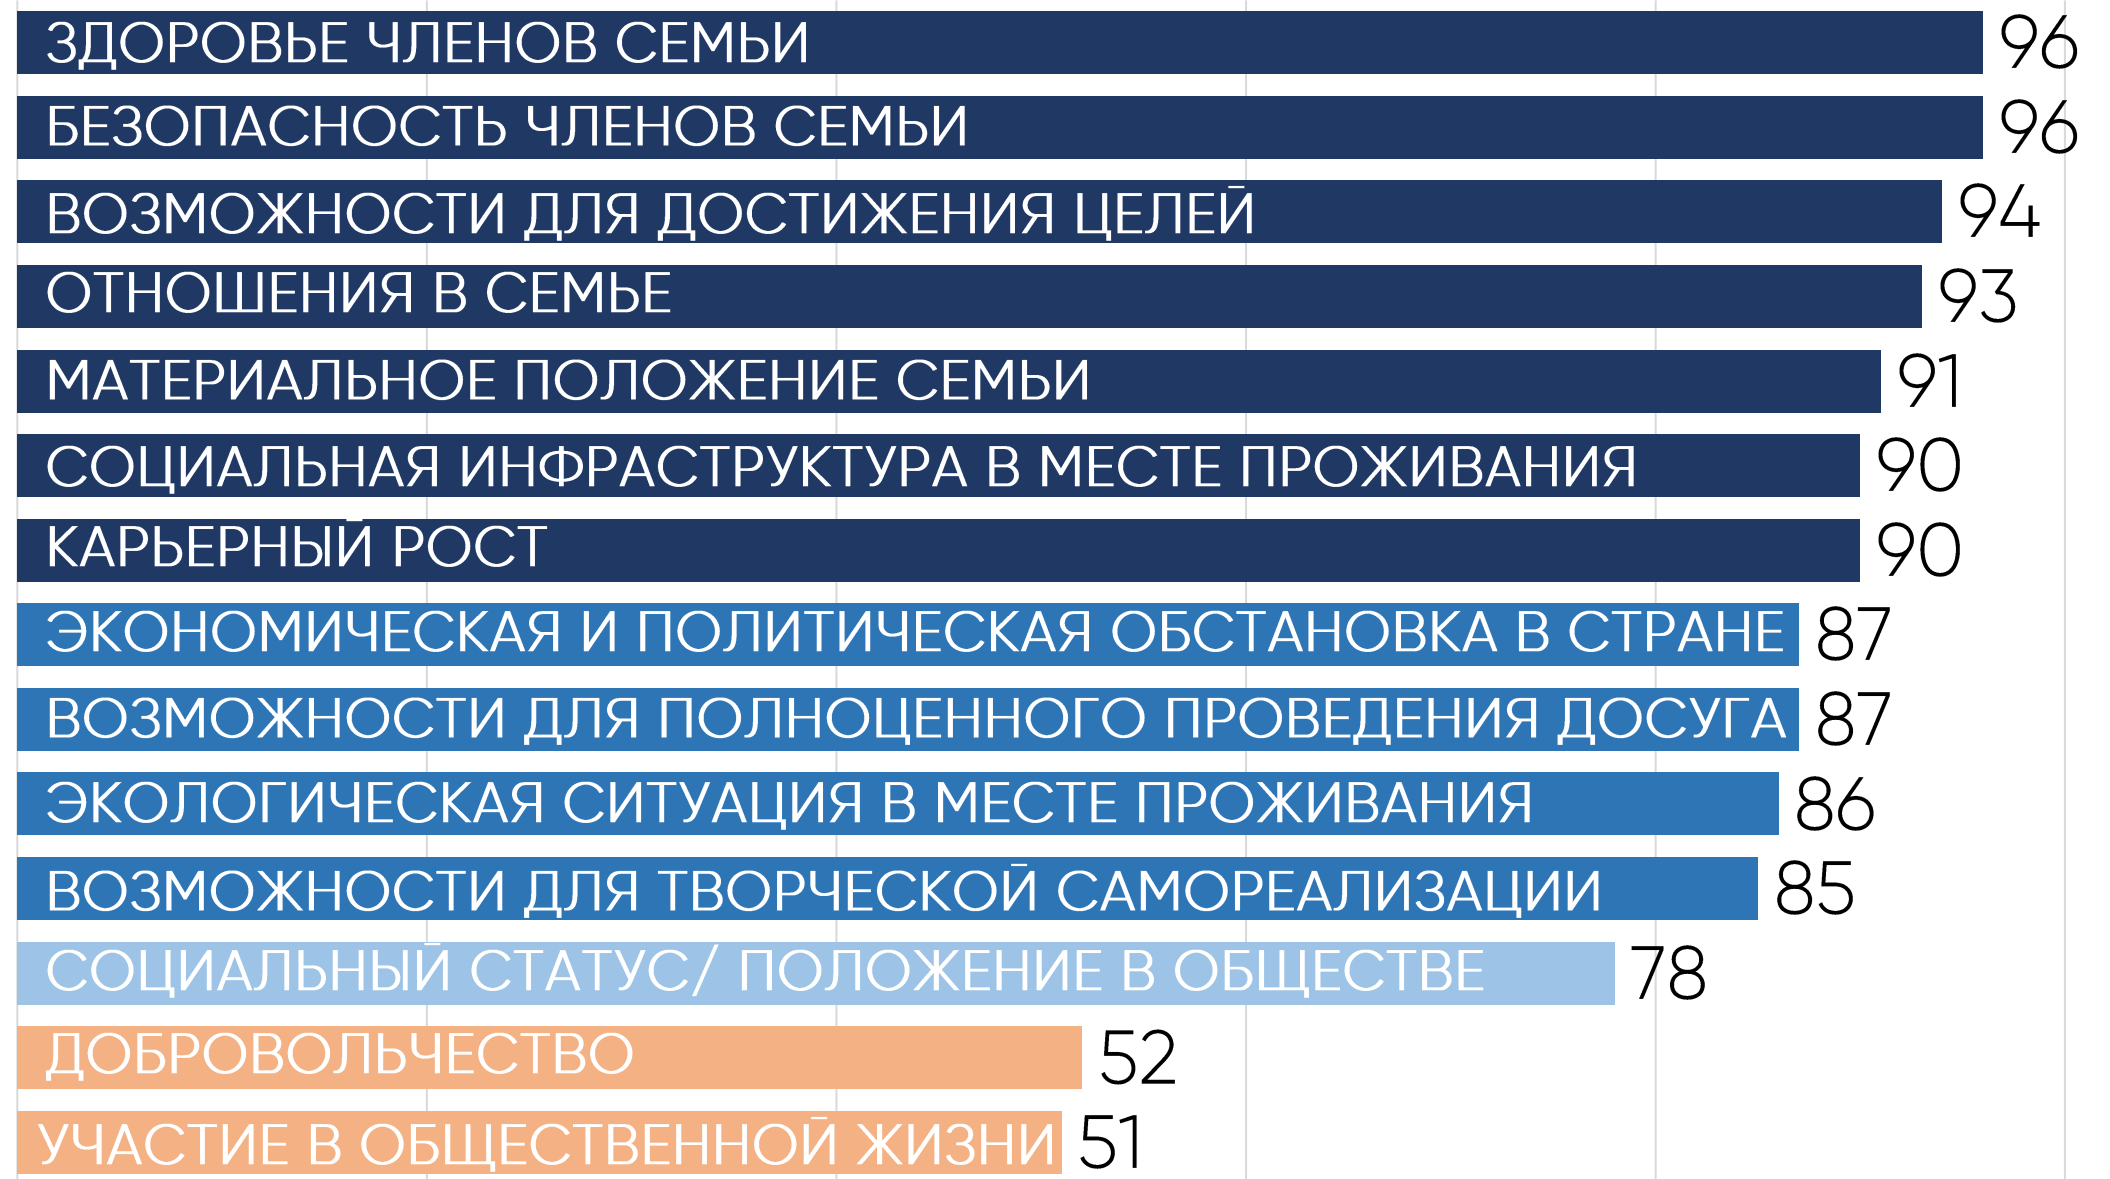 ЗДОРОВЬЕ ЧЛЕНОВ СЕМЬИ 96
БЕЗОПАСНОСТЬ ЧЛЕНОВ СЕМЬИ 96
ВОЗМОЖНОСТИ ДЛЯ ДОСТИЖЕНИЯ ЦЕЛЕЙ 94
ОТНОШЕНИЯ В СЕМЬЕ 93
МАТЕРИАЛЬНОЕ ПОЛОЖЕНИЕ СЕМЬИ 91
СОЦИАЛЬНАЯ ИНФРАСТРУКТУРА В МЕСТЕ ПРОЖИВАНИЯ 90
КАРЬЕРНЫЙ РОСТ 90
ЭКОНОМИЧЕСКАЯ И ПОЛИТИЧЕСКАЯ ОБСТАНОВКА В СТРАНЕ 87
ВОЗМОЖНОСТИ ДЛЯ ПОЛНОЦЕННОГО ПРОВЕДЕНИЯ ДОСУГА 87
ЭКОЛОГИЧЕСКАЯ СИТУАЦИЯ В МЕСТЕ ПРОЖИВАНИЯ 86
ВОЗМОЖНОСТИ ДЛЯ ТВОРЧЕСКОЙ САМОРЕАЛИЗАЦИИ 85
СОЦИАЛЬНЫЙ СТАТУС/ ПОЛОЖЕНИЕ В ОБЩЕСТВЕ 78
ДОБРОВОЛЬЧЕСТВО 52
УЧАСТИЕ В ОБЩЕСТВЕННОЙ ЖИЗНИ 51